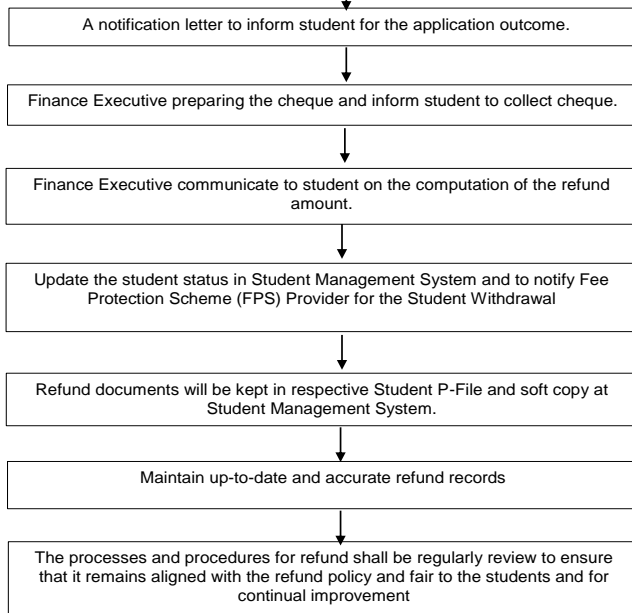 A notification letter to inform student for the application outcome.
Finance Executive preparing the cheque and inform student to collect cheque.
Finance Executive communicate to student on the computation of the refund
amount.
Update the student status in Student Management System and to notify Fee
Protection Scheme (FPS) Provider for the Student Withdrawal
Refund documents will be kept in respective Student P-File and soft copy at
Student Management System.
Maintain up-to-date and accurate refund records
The processes and procedures for refund shall be regularly review to ensure
that it remains aligned with the refund policy and fair to the students and for
continual improvement